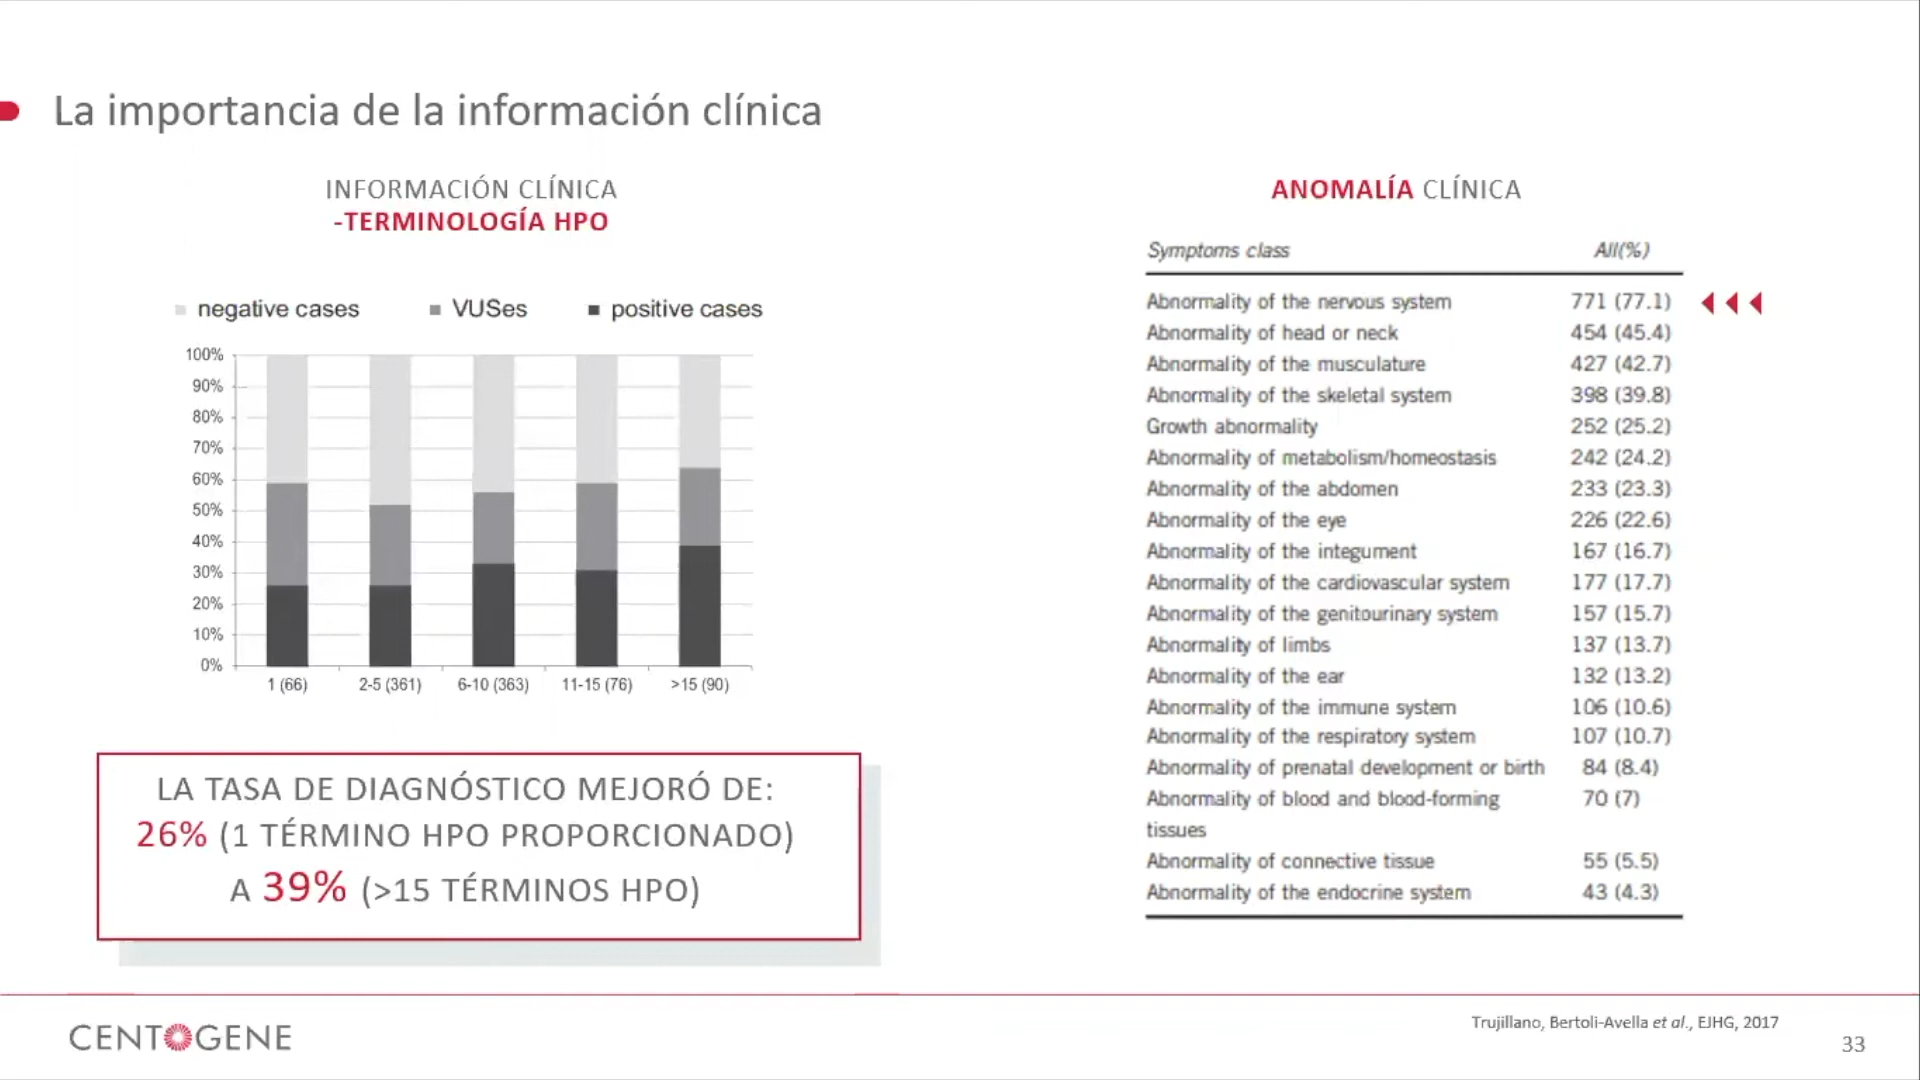 La importancia de la información clínica
INFORMACIÓN CLÍNICA
-TERMINOLOGÍA HPO
negative cases VUSes positive cases
100%
90%
80%
70%
60%
50%
40%
30%
20%
10%
0%
1 (66) 2-5 (361) 6-10 (363) 11-15 (76) >15 (90)
LA TASA DE DIAGNÓSTICO MEJORÓ DE:
26% (1 TÉRMINO HPO PROPORCIONADO)
A 39% (>15 TÉRMINOS HPO)
ANOMALÍA CLÍNICA
Symptoms class All(%)
Abnormality of the nervous system 771 (77.1)
Abnormality of head or neck 454 (45.4)
Abnormality of the musculature 427 (42.7)
Abnormality of the skeletal system 398 (39.8)
Growth abnormality 252 (25.2)
Abnormality of metabolism/homeostasis 242 (24.2)
Abnormality of the abdomen 233 (23.3)
Abnormality of the eye 226 (22.6)
Abnormality of the integument 167 (16.7)
Abnormality of the cardiovascular system 177 (17.7)
Abnormality of the genitourinary system 157 (15.7)
Abnormality of limbs 137 (13.7)
Abnormality of the ear 132 (13.2)
Abnormality of the immune system 106 (10.6)
Abnormality of the respiratory system 107 (10.7)
Abnormality of prenatal development or birth 84 (8.4)
Abnormality of blood and blood-forming 70 (7)
tissues
Abnormality of connective tissue 55 (5.5)
Abnormality of the endocrine system 43 (4.3)
CENTOGENE
Trujillano, Bertoli-Avella et al., EJHG, 2017
33